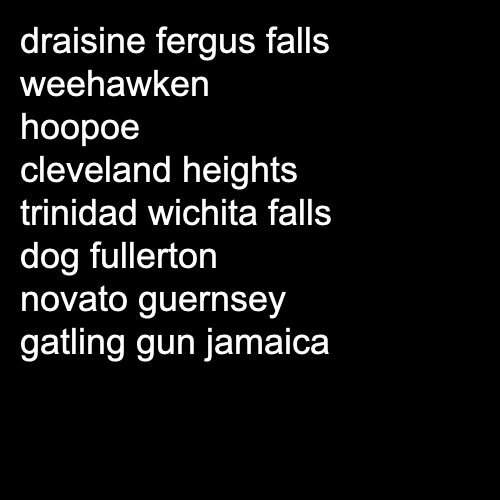 draisine fergus falls
weehawken
hoopoe
cleveland heights
trinidad wichita falls
dog fullerton
novato guernsey
gatling gun jamaica